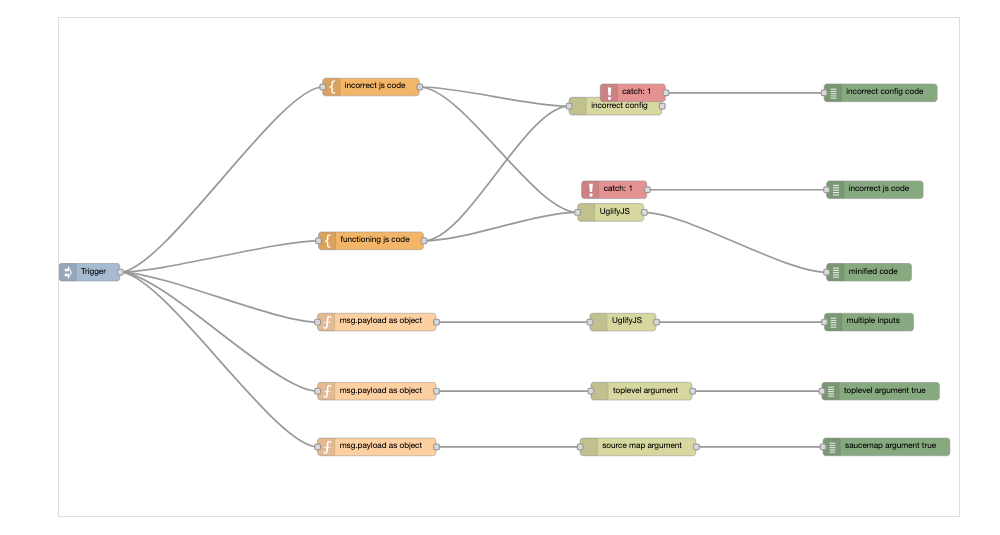 incorrect js code
catch: 1
incorrect config
incorrect config code
catch: 1
incorrect js code
UglifyJS
functioning js code
Trigger
minified code
msg.payload as object
UglifyJS
multiple inputs
msg.payload as object
toplevel argument
toplevel argument true
msg.payload as object
source map argument
saucemap argument true